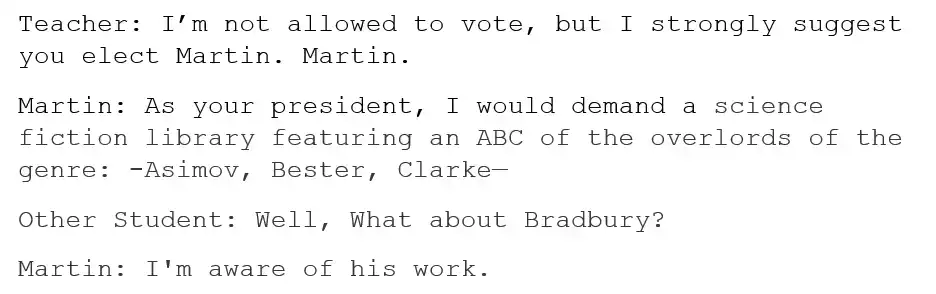 Teacher: I’m not allowed to vote, but I strongly suggest
you elect Martin. Martin.
Martin: As your president, I would demand a science
fiction library featuring an ABC of the overlords of the
genre: -Asimov, Bester, Clarke—
Other Student: Well, What about Bradbury?
Martin: I'm aware of his work.